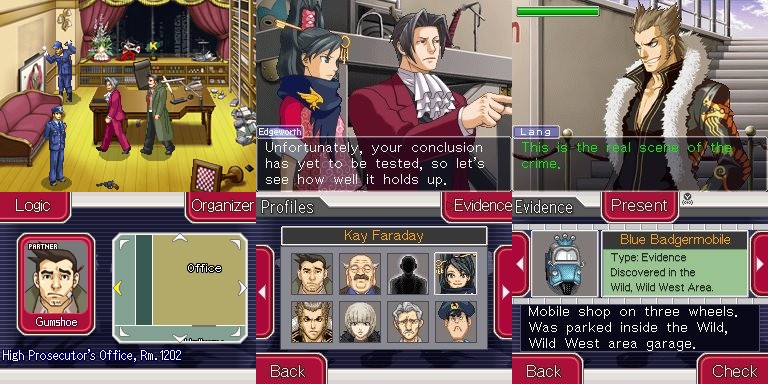 Edgeworth
Unfortunately, your conclusion
has yet to be tested, so let's
see how well it holds up.
Lang
This is the real scene of the
crime.
Logic
Organizer
PARTNER
Gumshoe
Office
High Prosecutor's Office, Rm.1202
Profiles
Evidence
Kay Faraday
Back
Evidence
Present
Blue Badgermobile
Type: Evidence
Discovered in the
Wild, Wild West Area.
Mobile shop on three wheels.
Was parked inside the Wild,
Wild West area garage.
Back
Check